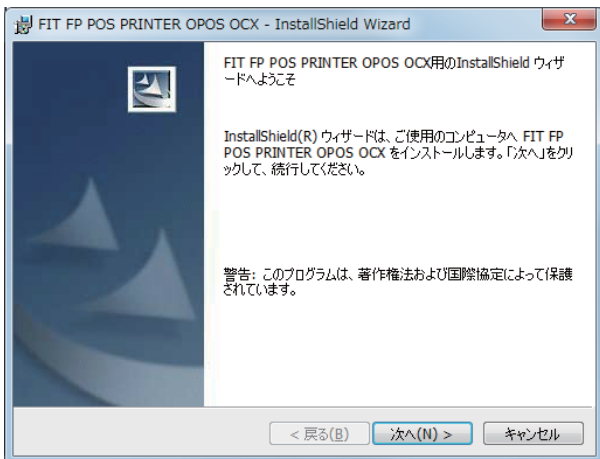 FIT FP POS PRINTER OPOS OCX - InstallShield Wizard
FIT FP POS PRINTER OPOS OCX用のInstallShield ウィザ
ードへようこそ
InstallShield(R) ウィザードは、ご使用のコンピュータへ FIT FP
POS PRINTER OPOS OCX をインストールします。「次へ」をクリ
ックして、続行してください。
警告: このプログラムは、著作権法および国際協定によって保護
されています。
< 戻る(B) 次へ(N) > キャンセル